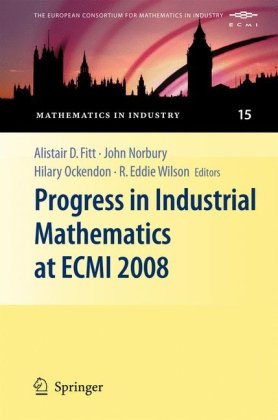 THE EUROPEAN CONSORTIUM FOR MATHEMATICS IN INDUSTRY
ECMI
MATHEMATICS IN INDUSTRY 15
Alistair D. Fitt · John Norbury
Hilary Ockendon · R. Eddie Wilson Editors
Progress in Industrial
Mathematics
at ECMI 2008
Springer